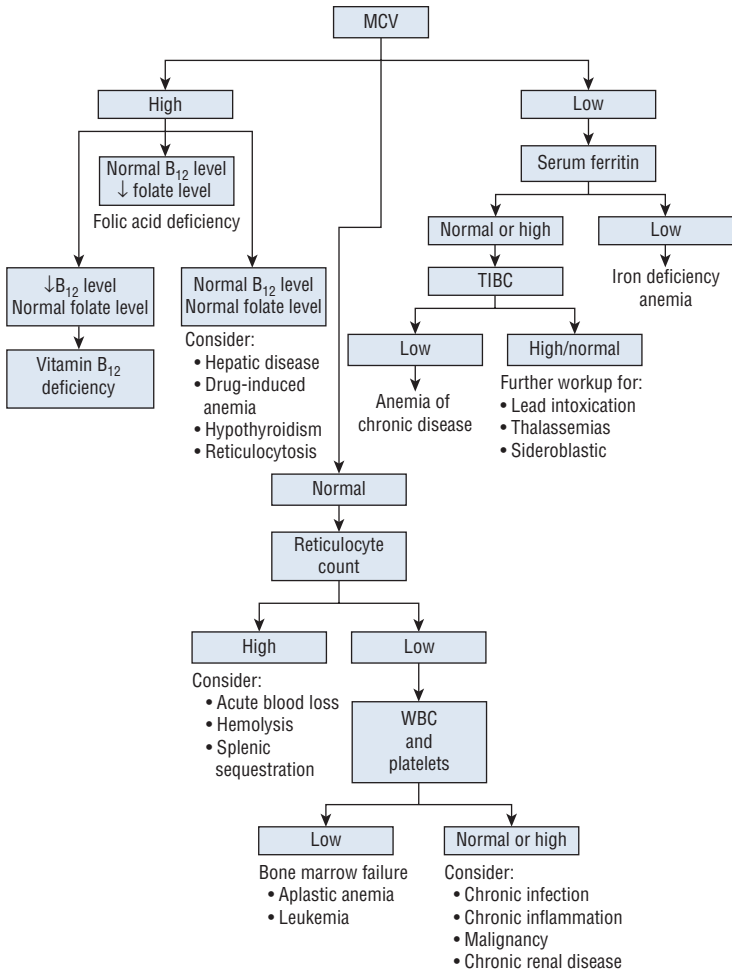 MCV
High
Low
Normal B12 level
↓ folate level
Folic acid deficiency
Serum ferritin
Normal or high
Low
Iron deficiency
anemia
↓B12 level
Normal folate level
Normal B12 level
Normal folate level
TIBC
Vitamin B12
deficiency
Consider:
• Hepatic disease
• Drug-induced
anemia
• Hypothyroidism
• Reticulocytosis
Low
High/normal
Anemia of
chronic disease
Further workup for:
• Lead intoxication
• Thalassemias
• Sideroblastic
Normal
Reticulocyte
count
High
Low
Consider:
• Acute blood loss
• Hemolysis
• Splenic
sequestration
WBC
and
platelets
Low
Normal or high
Bone marrow failure
• Aplastic anemia
• Leukemia
Consider:
• Chronic infection
• Chronic inflammation
• Malignancy
• Chronic renal disease